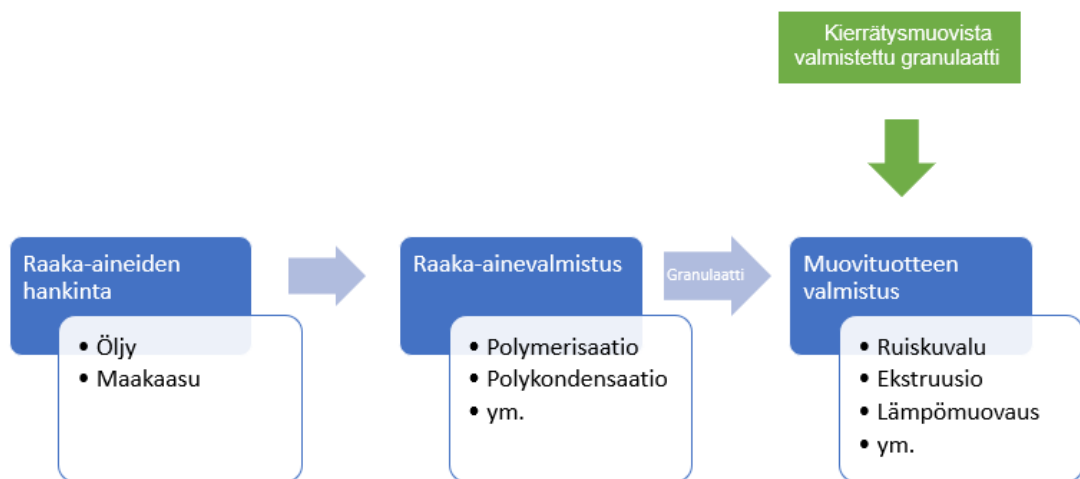 Kierrätysmuovista
valmistettu granulaatti
Raaka-aineiden
hankinta
• Öljy
• Maakaasu
Raaka-ainevalmistus
• Polymerisaatio
• Polykondensaatio
• ym.
Granulaatti
Muovituotteen
valmistus
• Ruiskuvalu
• Ekstruusio
• Lämpömuovaus
• ym.